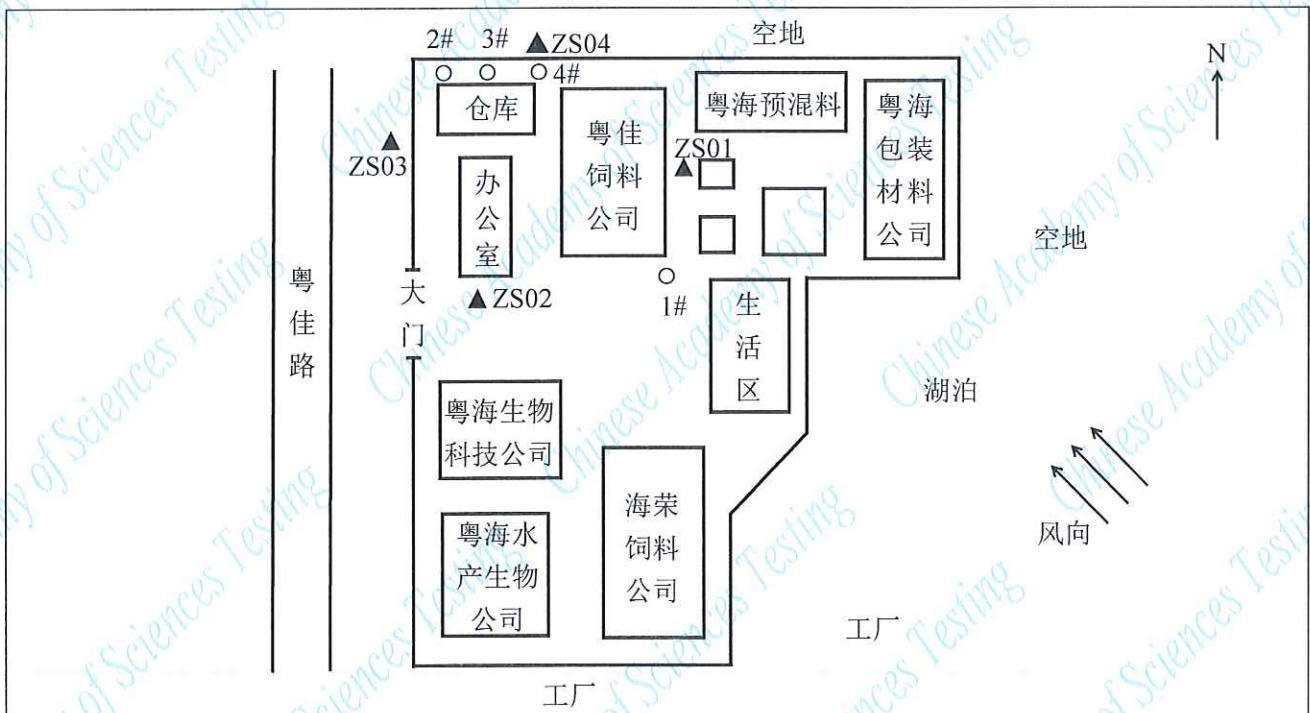 空地
2#
3#
▲ZS04
4#
N
仓库
粤佳
饲料
公司
粤海预混料
粤海
包装
材料
公司
ZS03
ZS01
办
公
室
空地
粤
佳
路
大
门
ZS02
1#
生
活
区
湖泊
粤海生物
科技公司
粤海水
产生物
公司
海荣
饲料
公司
风向
工厂
工厂
Chinese Academy of Sciences Testing